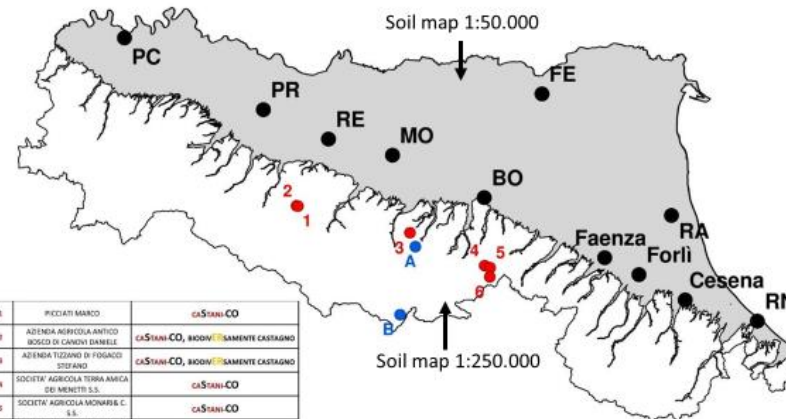 Soil map 1:50.000
PC
FE
PR
RE
MO
BO
2
1
3
A
4
5
6
RA
Faenza
Forlì
Cesena
RN
B
Soil map 1:250.000
PICCIATI MARCO
CASTANI-CO
AZIENDA AGRICOLA ANTICO
BOSCO DI CANOVI DANIELE
CASTANI-CO, BIODIVERSAMENTE CASTAGNO
AZIENDA TIZZANO DI FOGACCI
STEFANO
CASTANI-CO, BIODIVERSAMENTE CASTAGNO
SOCIETA' AGRICOLA TERRA AMICA
DEI MENETTI S.S.
CASTANI-CO
SOCIETA' AGRICOLA MONARI& C.
S.S.
CASTANI-CO